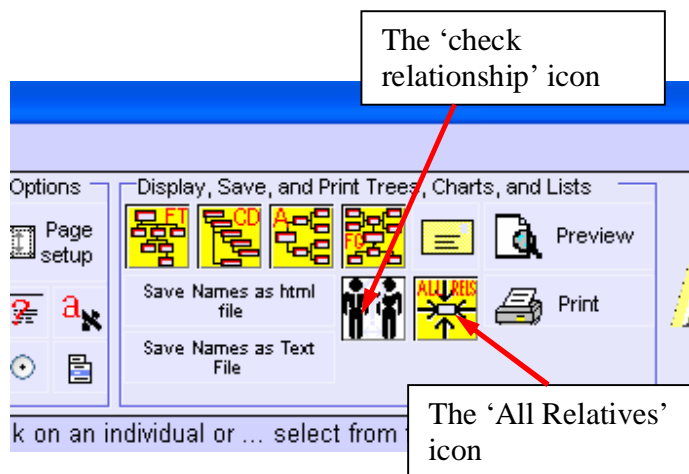 The ‘check
relationship’ icon
Options
Display, Save, and Print Trees, Charts, and Lists
FT
CD
A
FG
Page
setup
Preview
Save Names as html
file
ALL RELS
Print
a
?
Save Names as Text
File
k on an individual or ... select from
The ‘All Relatives’
icon